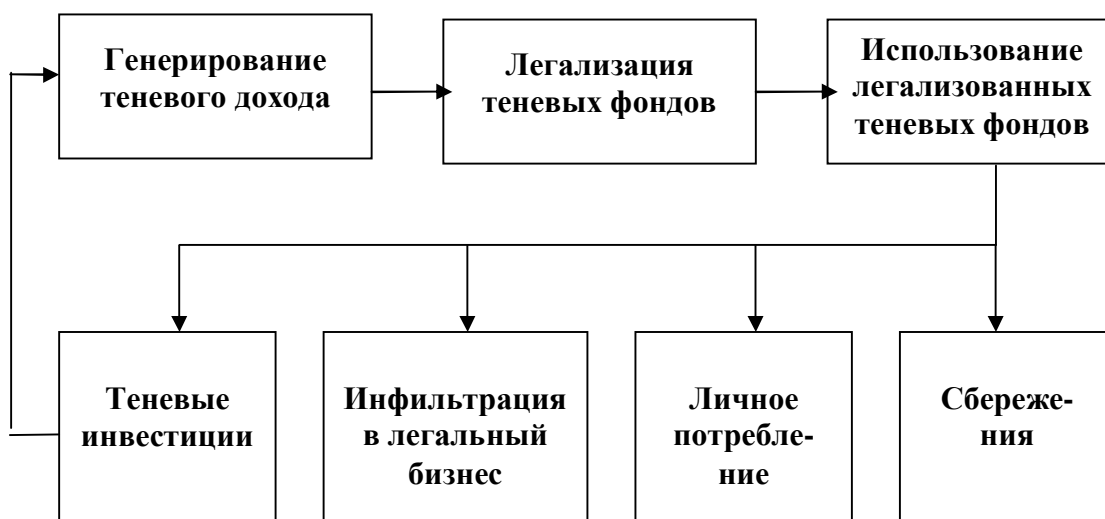 Генерирование
теневого дохода
Легализация
теневых фондов
Использование
легализованных
теневых фондов
Теневые
инвестиции
Инфильтрация
в легальный
бизнес
Личное
потребле-
ние
Сбереже-
ния